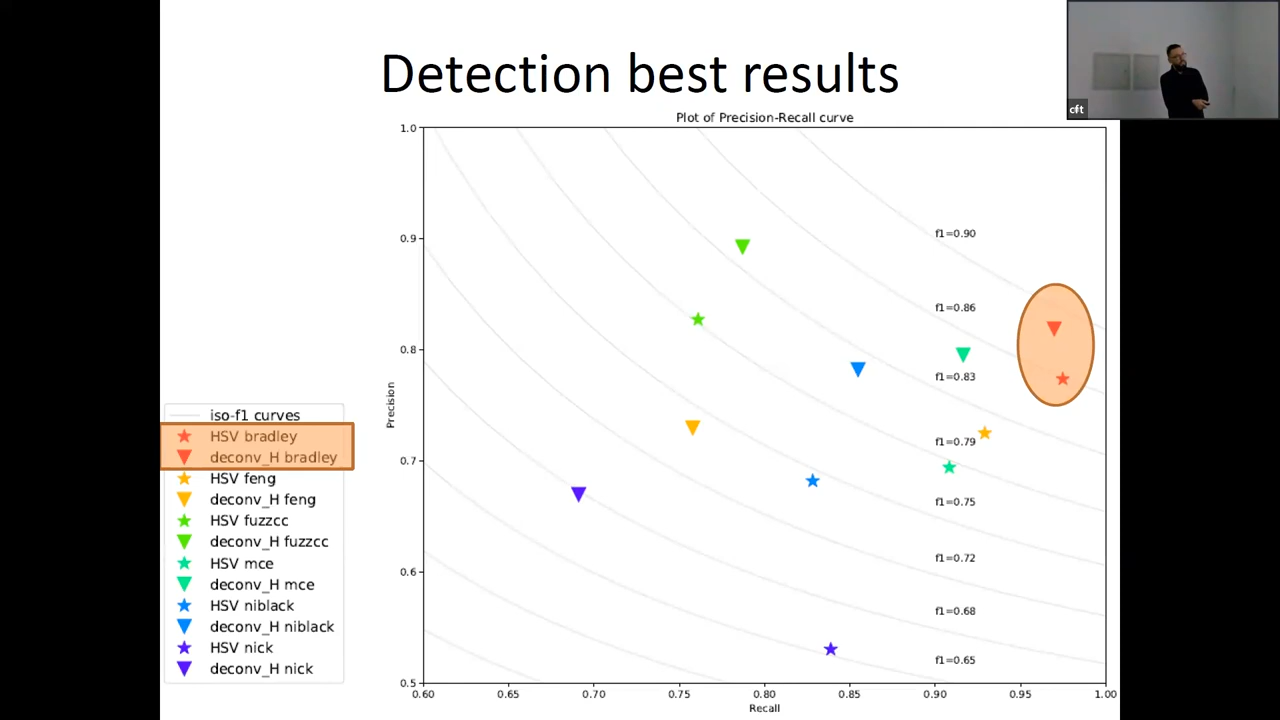 Detection best results
cft
Plot of Precision-Recall curve
1.0
0.9
0.8
0.7
0.6
0.5
Precision
f1=0.90
f1=0.86
f1=0.83
f1=0.79
f1=0.75
f1=0.72
f1=0.68
f1=0.65
iso-f1 curves
HSV bradley
deconv_H bradley
HSV feng
deconv_H feng
HSV fuzzcc
deconv_H fuzzcc
HSV mce
deconv_H mce
HSV niblack
deconv_H niblack
HSV nick
deconv_H nick
0.60 0.65 0.70 0.75 0.80 0.85 0.90 0.95 1.00
Recall